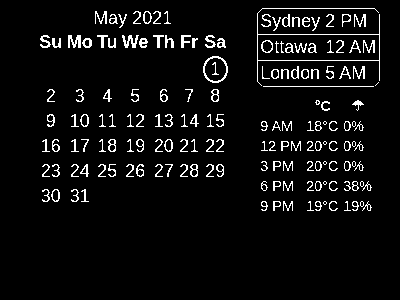 May 2021
Su Mo Tu We Th Fr Sa
1
2 3 4 5 6 7 8
9 10 11 12 13 14 15
16 17 18 19 20 21 22
23 24 25 26 27 28 29
30 31
Sydney 2 PM
Ottawa 12 AM
London 5 AM
°C ☂
9 AM 18°C 0%
12 PM 20°C 0%
3 PM 20°C 0%
6 PM 20°C 38%
9 PM 19°C 19%